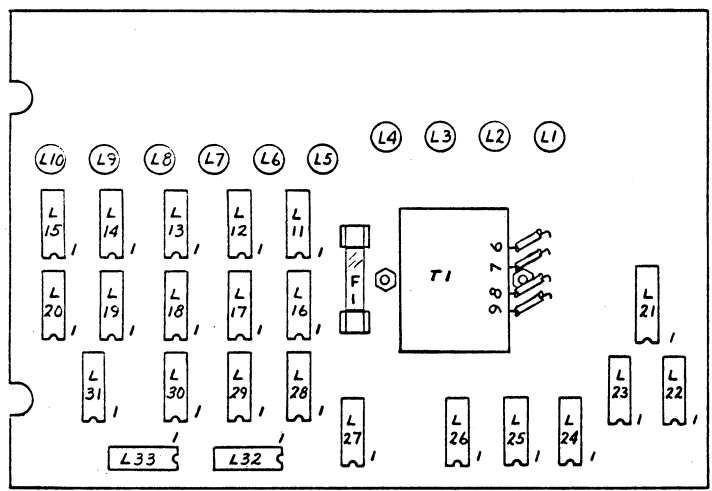 L4 L3 L2 L1
L10 L9 L8 L7 L6 L5
L 15 1 L 14 1 L 13 1 L 12 1 L 11 1
6
7
8
9
T1
F 1
L 20 1 L 19 1 L 18 1 L 17 1 L 16 1
L 21 1
L 31 1 L 30 1 L 29 1 L 28 1
L 23 1 L 22 1
L 27 1 L 26 1 L 25 1 L 24 1
L33 1 L32 1